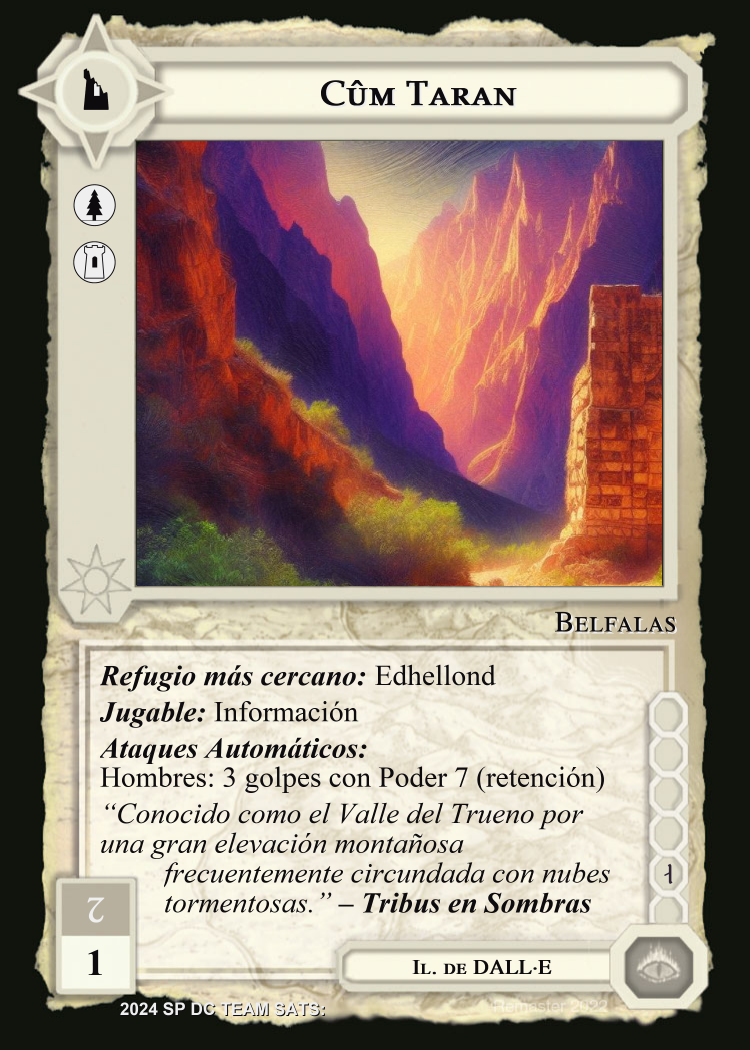 Cûm Taran
Belfalas
Refugio más cercano: Edhellond
Jugable: Información
Ataques Automáticos:
Hombres: 3 golpes con Poder 7 (retención)
“Conocido como el Valle del Trueno por
una gran elevación montañosa
frecuentemente circundada con nubes
tormentosas.” – Tribus en Sombras
1
Il. de DALL·E
2024 SP DC TEAM SATS:
Remaster 2022